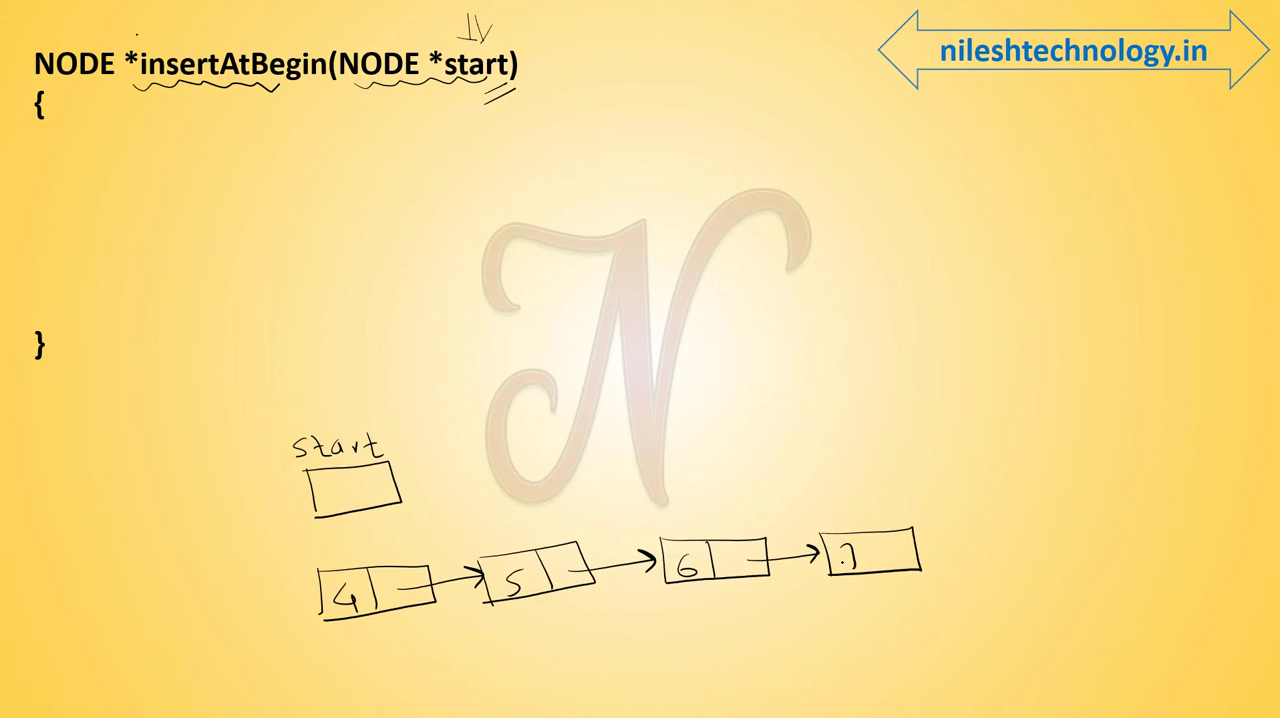 NODE *insertAtBegin(NODE *start)
nileshtechnology.in
{
N
}
start
4 5 6